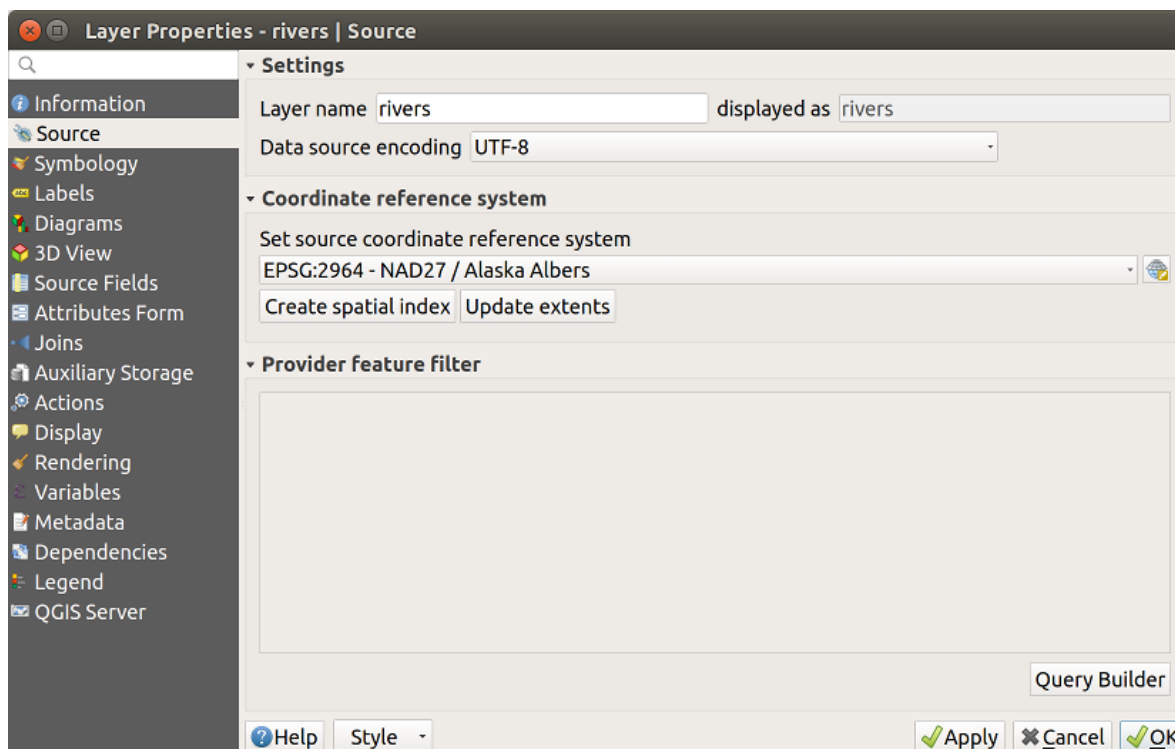 Layer Properties - rivers | Source
Information
Source
Symbology
Labels
Diagrams
3D View
Source Fields
Attributes Form
Joins
Auxiliary Storage
Actions
Display
Rendering
Variables
Metadata
Dependencies
Legend
QGIS Server
Settings
Layer name rivers displayed as rivers
Data source encoding UTF-8
Coordinate reference system
Set source coordinate reference system
EPSG:2964 - NAD27 / Alaska Albers
Create spatial index Update extents
Provider feature filter
Query Builder
Help Style Apply Cancel OK